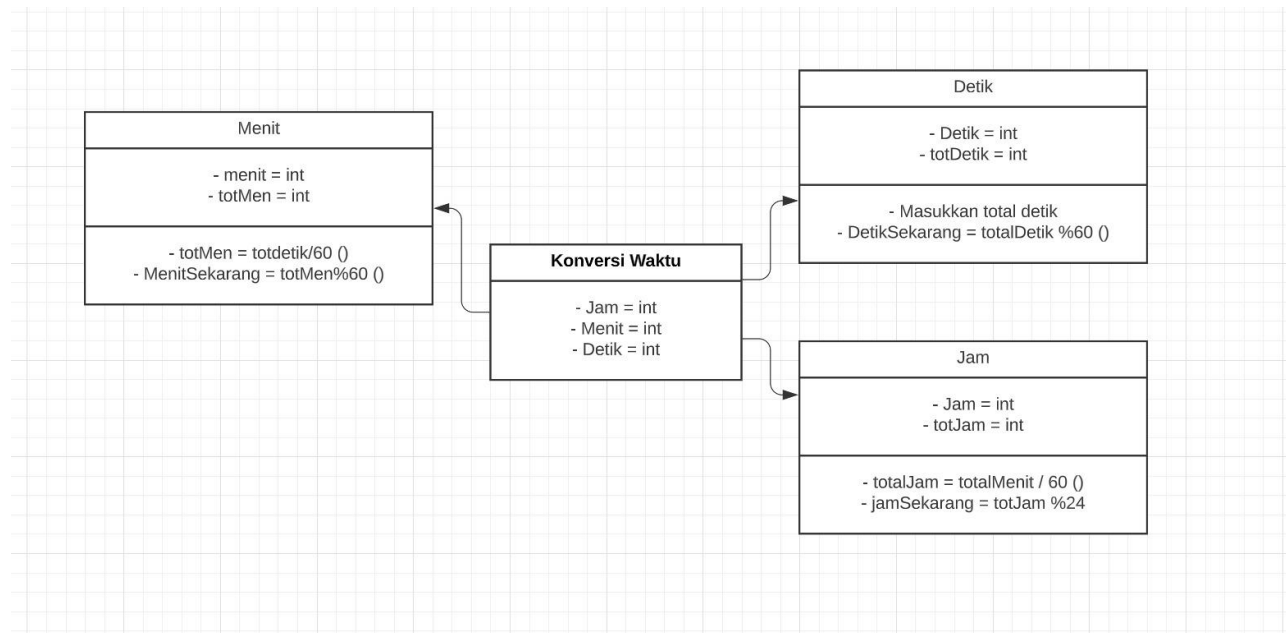 Menit
- menit = int
- totMen = int
- totMen = totdetik/60 ()
- MenitSekarang = totMen%60 ()
Konversi Waktu
- Jam = int
- Menit = int
- Detik = int
Detik
- Detik = int
- totDetik = int
- Masukkan total detik
- DetikSekarang = totalDetik %60 ()
Jam
- Jam = int
- totJam = int
- totalJam = totalMenit / 60 ()
- jamSekarang = totJam %24